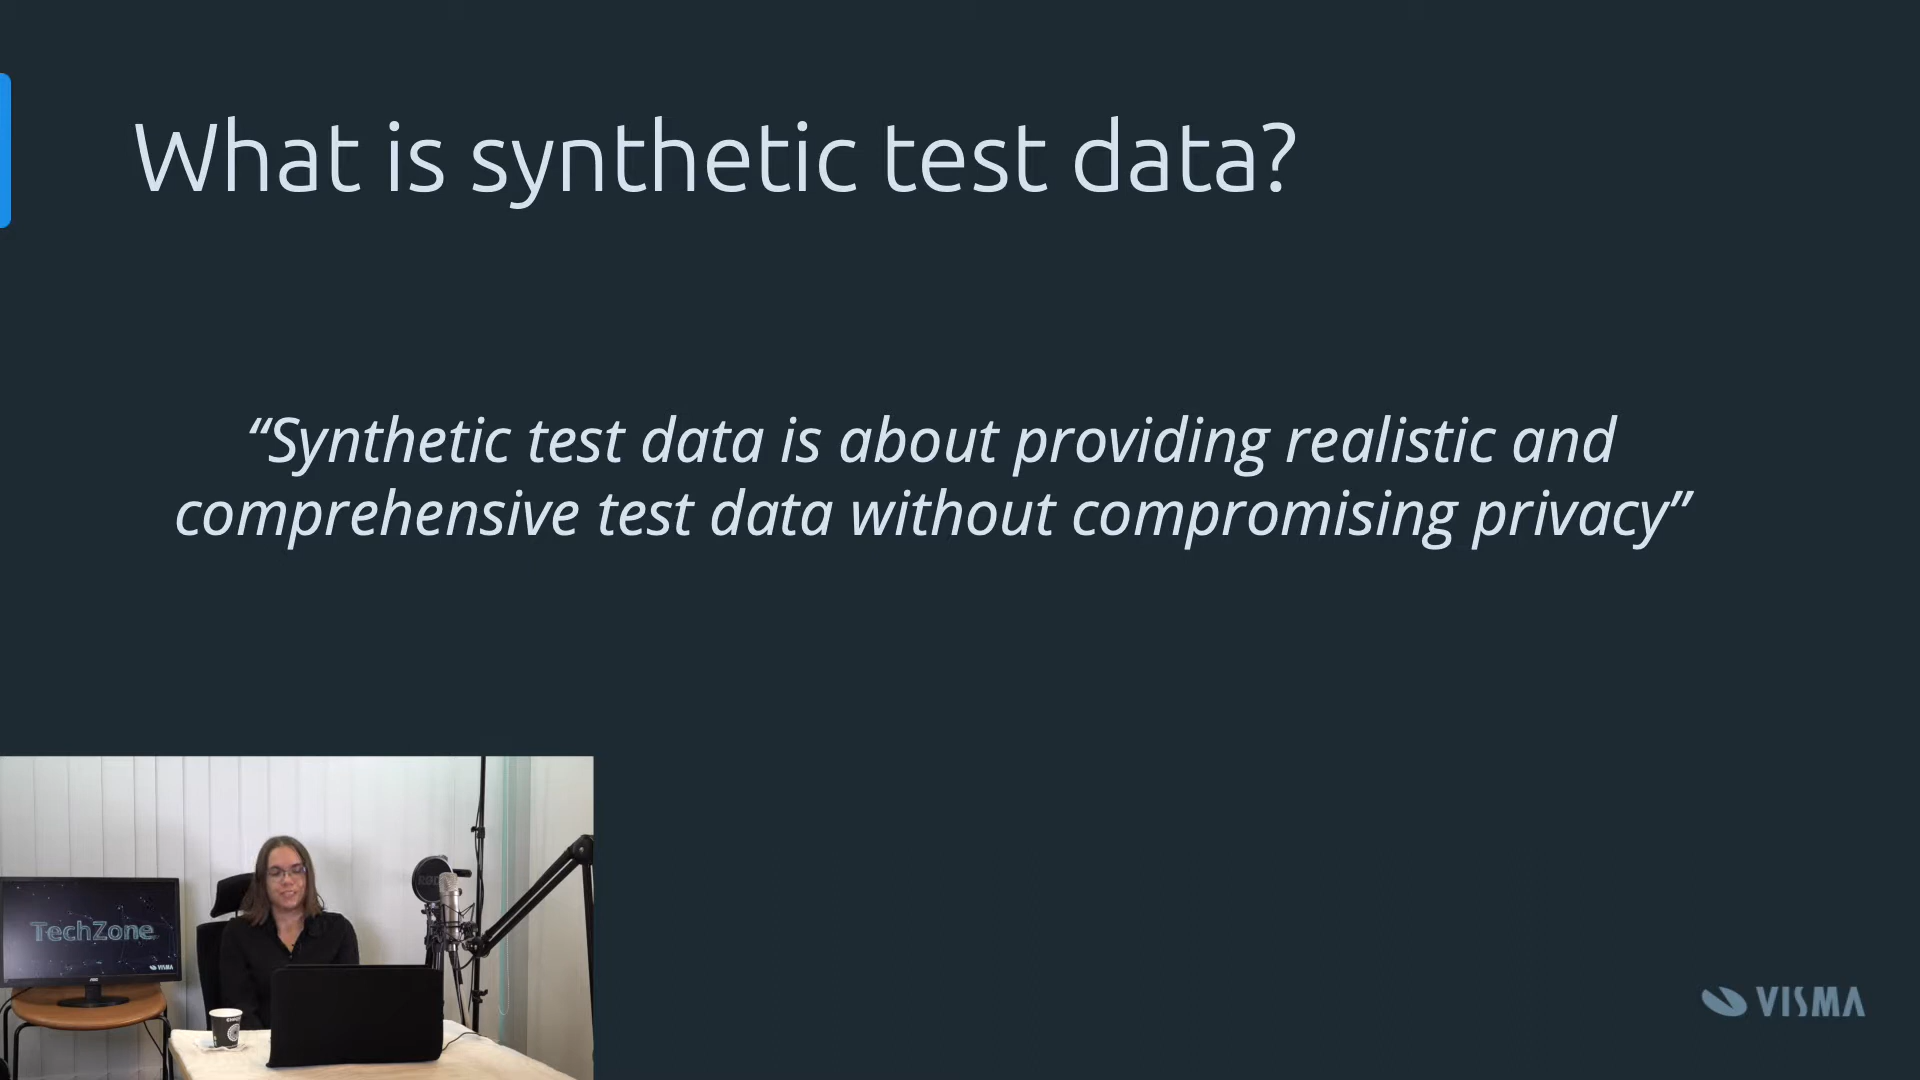 What is synthetic test data?
“Synthetic test data is about providing realistic and
comprehensive test data without compromising privacy”
TechZone
VISMA
VISMA